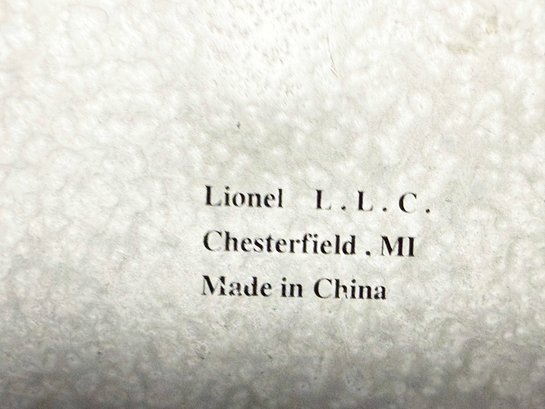 Lionel L . L . C .
Chesterfield . MI
Made in China